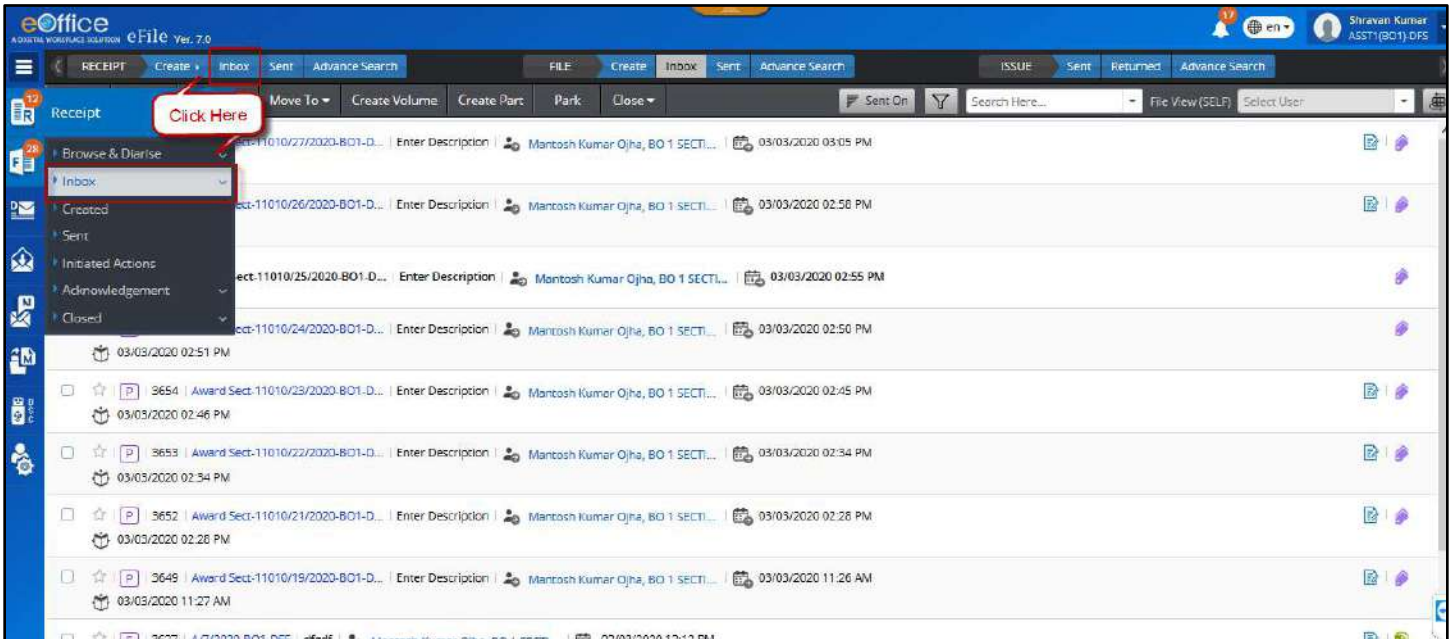 eOffice
A DIGITAL WORKPLACE SOLUTION eFile Ver. 7.0
17
en
Shravan Kumar
ASST1(BO1)-DFS
RECEIPT Create Inbox Sent Advance Search FILE Create Inbox Sent Advance Search ISSUE Sent Returned Advance Search
12
Receipt
Click Here
Move To Create Volume Create Part Park Close Sent On Search Here... File View (SELF) Select User
28
Browse & Diarise
Inbox
Created
Sent
Initiated Actions
Acknowledgement
Closed
Sect-11010/27/2020-BO1-D... Enter Description Mantosh Kumar Ojha, BO 1 SECTI... 03/03/2020 03:05 PM
ect-11010/26/2020-BO1-D... Enter Description Mantosh Kumar Ojha, BO 1 SECTI... 03/03/2020 02:58 PM
ect-11010/25/2020-BO1-D... Enter Description Mantosh Kumar Ojha, BO 1 SECTI... 03/03/2020 02:55 PM
ect-11010/24/2020-BO1-D... Enter Description Mantosh Kumar Ojha, BO 1 SECTI... 03/03/2020 02:50 PM
03/03/2020 02:51 PM
P 3654 Award Sect-11010/23/2020-BO1-D... Enter Description Mantosh Kumar Ojha, BO 1 SECTI... 03/03/2020 02:45 PM
03/03/2020 02:46 PM
P 3653 Award Sect-11010/22/2020-BO1-D... Enter Description Mantosh Kumar Ojha, BO 1 SECTI... 03/03/2020 02:34 PM
03/03/2020 02:34 PM
P 3652 Award Sect-11010/21/2020-BO1-D... Enter Description Mantosh Kumar Ojha, BO 1 SECTI... 03/03/2020 02:28 PM
03/03/2020 02:28 PM
P 3649 Award Sect-11010/19/2020-BO1-D... Enter Description Mantosh Kumar Ojha, BO 1 SECTI... 03/03/2020 11:26 AM
03/03/2020 11:27 AM